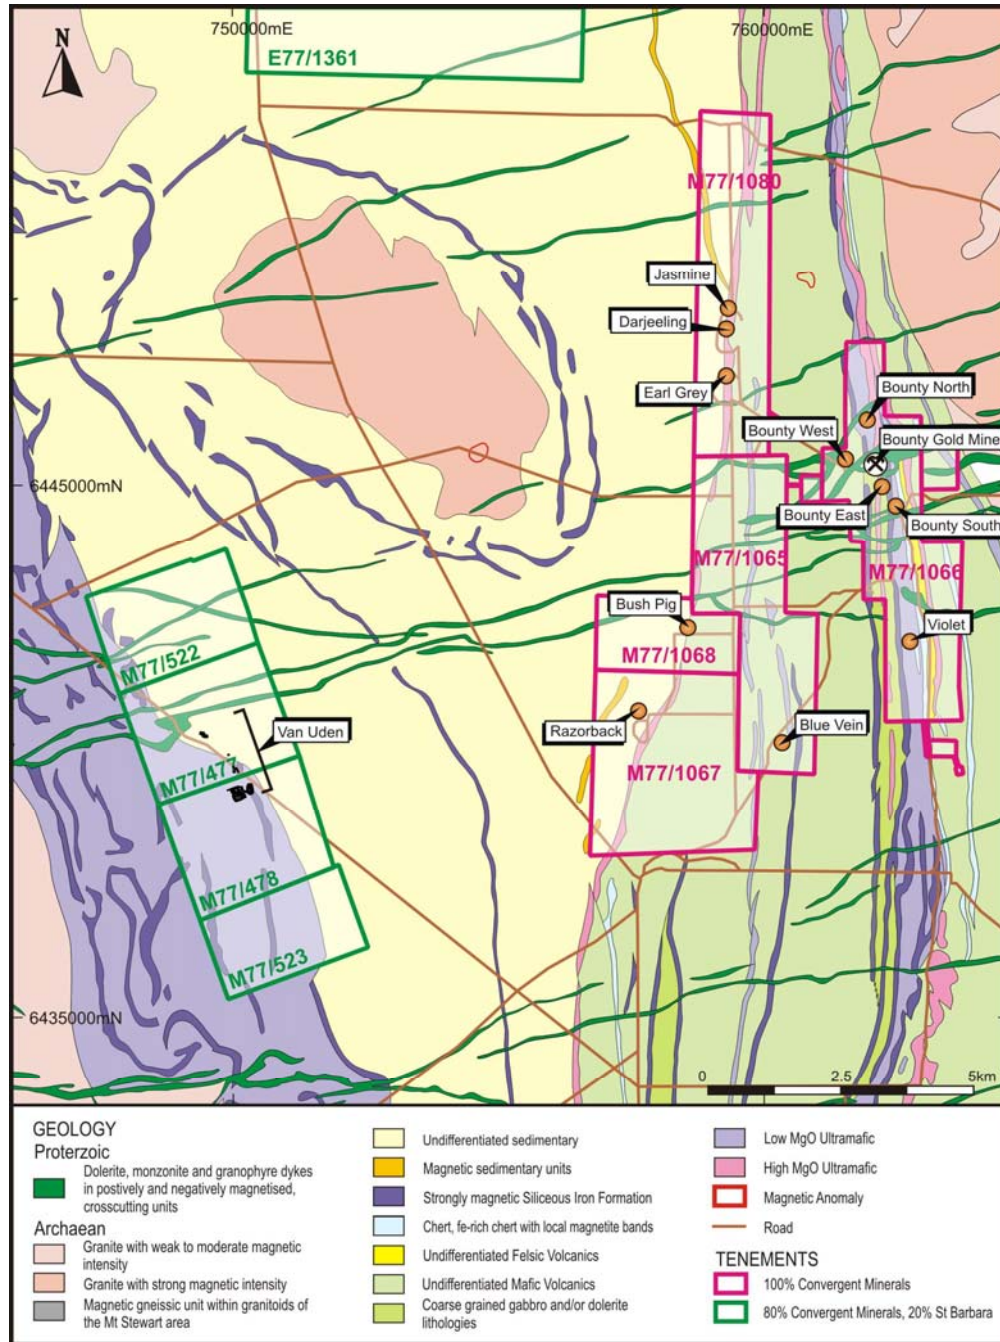 750000mE
760000mE
N
E77/1361
M77/1080
Jasmine
Darjeeling
Earl Grey
Bounty North
Bounty West
Bounty Gold Mine
6445000mN
Bounty East
Bounty South
M77/1065
M77/1066
Bush Pig
Violet
M77/522
M77/1068
Van Uden
Razorback
Blue Vein
M77/477
M77/1067
M77/478
M77/523
6435000mN
0 2.5 5km
GEOLOGY
Proterzoic
Dolerite, monzonite and granophyre dykes
in postively and negatively magnetised,
crosscutting units
Archaean
Granite with weak to moderate magnetic
intensity
Granite with strong magnetic intensity
Magnetic gneissic unit within granitoids of
the Mt Stewart area
Undifferentiated sedimentary
Magnetic sedimentary units
Strongly magnetic Siliceous Iron Formation
Chert, fe-rich chert with local magnetite bands
Undifferentiated Felsic Volcanics
Undifferentiated Mafic Volcanics
Coarse grained gabbro and/or dolerite
lithologies
Low MgO Ultramafic
High MgO Ultramafic
Magnetic Anomaly
Road
TENEMENTS
100% Convergent Minerals
80% Convergent Minerals, 20% St Barbara